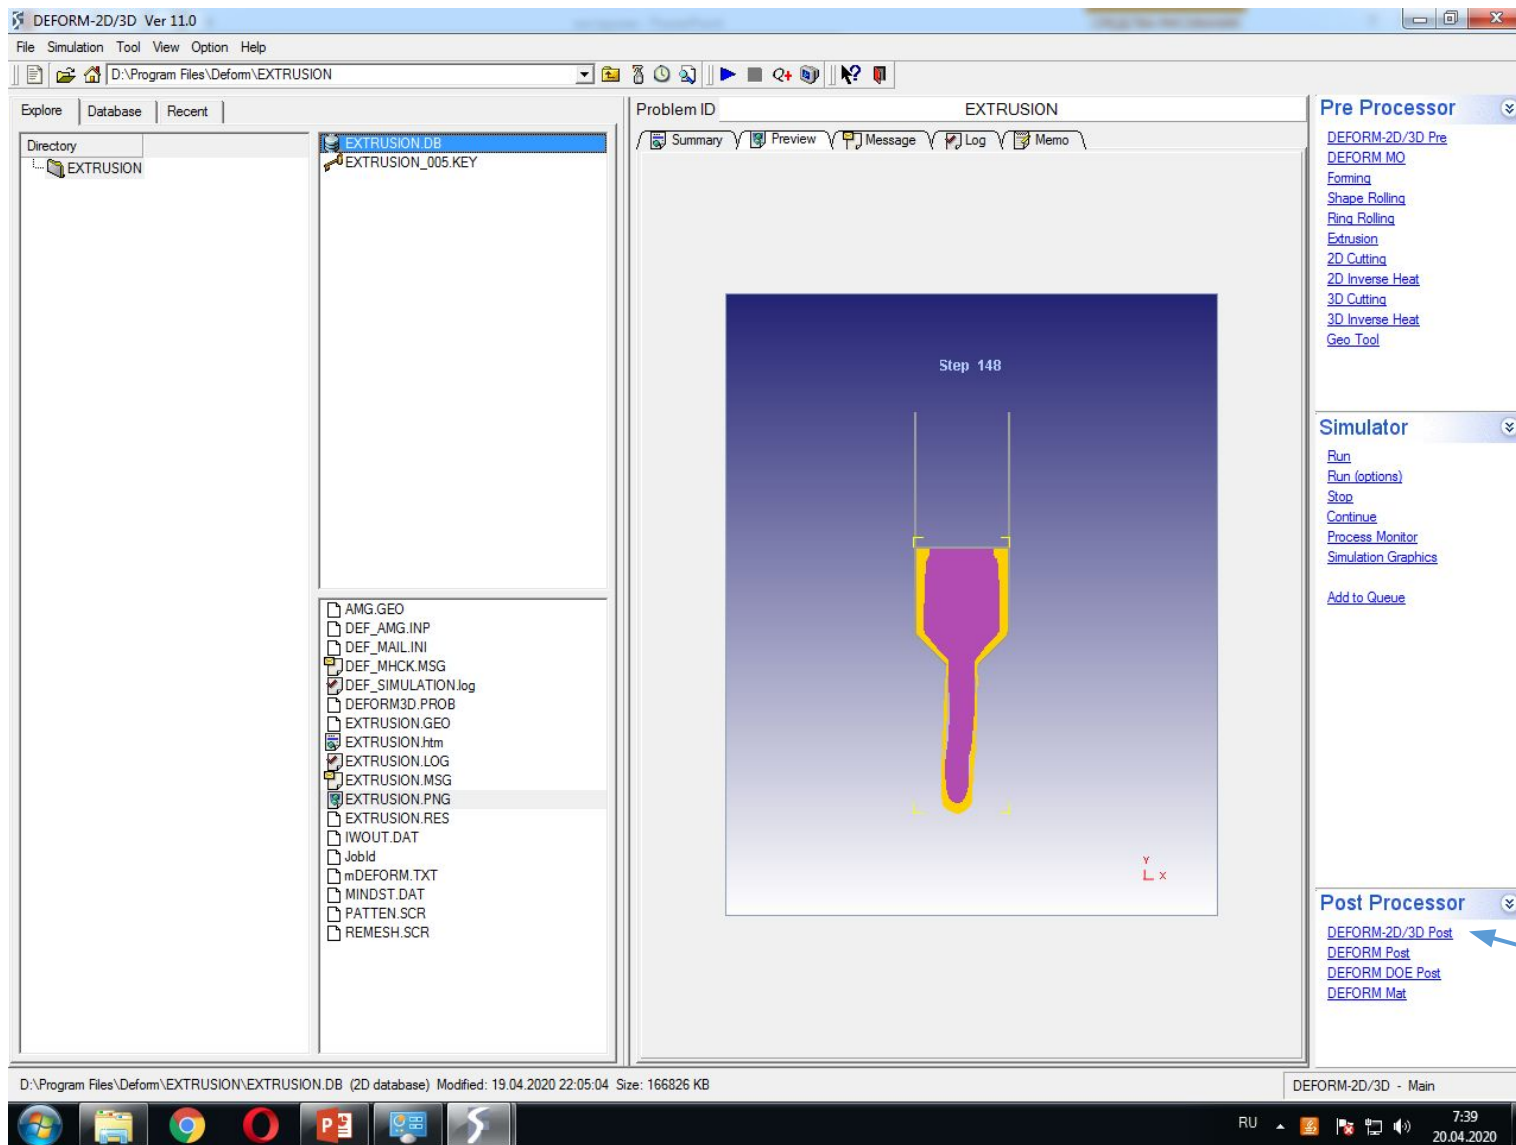 DEFORM-2D/3D Ver 11.0
File Simulation Tool View Option Help
D:\Program Files\Deform\EXTRUSION
Explore Database Recent
Directory
EXTRUSION
EXTRUSION.DB
EXTRUSION_005.KEY
AMG.GEO
DEF_AMG.INP
DEF_MAIL.INI
DEF_MHCK.MSG
DEF_SIMULATION.log
DEFORM3D.PROB
EXTRUSION.GEO
EXTRUSION.htm
EXTRUSION.LOG
EXTRUSION.MSG
EXTRUSION.PNG
EXTRUSION.RES
IWOUT.DAT
JobId
mDEFORM.TXT
MINDST.DAT
PATTEN.SCR
REMESH.SCR
Problem ID EXTRUSION
Summary Preview Message Log Memo
Step 148
Y
X
Pre Processor
DEFORM-2D/3D Pre
DEFORM MO
Forming
Shape Rolling
Ring Rolling
Extrusion
2D Cutting
2D Inverse Heat
3D Cutting
3D Inverse Heat
Geo Tool
Simulator
Run
Run (options)
Stop
Continue
Process Monitor
Simulation Graphics
Add to Queue
Post Processor
DEFORM-2D/3D Post
DEFORM Post
DEFORM DOE Post
DEFORM Mat
D:\Program Files\Deform\EXTRUSION\EXTRUSION.DB (2D database) Modified: 19.04.2020 22:05:04 Size: 166826 KB
DEFORM-2D/3D - Main
RU
7:39
20.04.2020